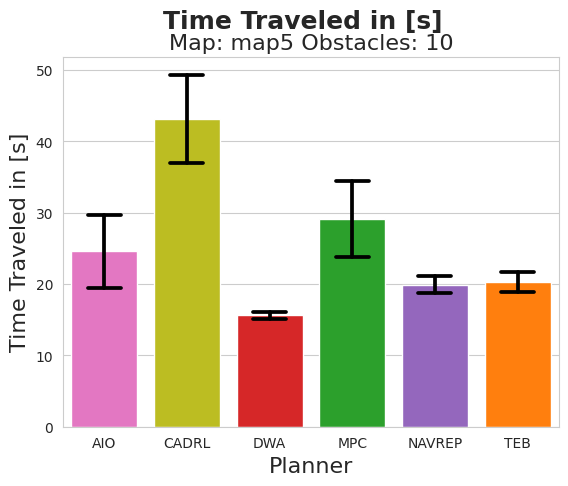 Time Traveled in [s]
Map: map5 Obstacles: 10
Time Traveled in [s]
50
40
30
20
10
0
AIO CADRL DWA MPC NAVREP TEB
Planner